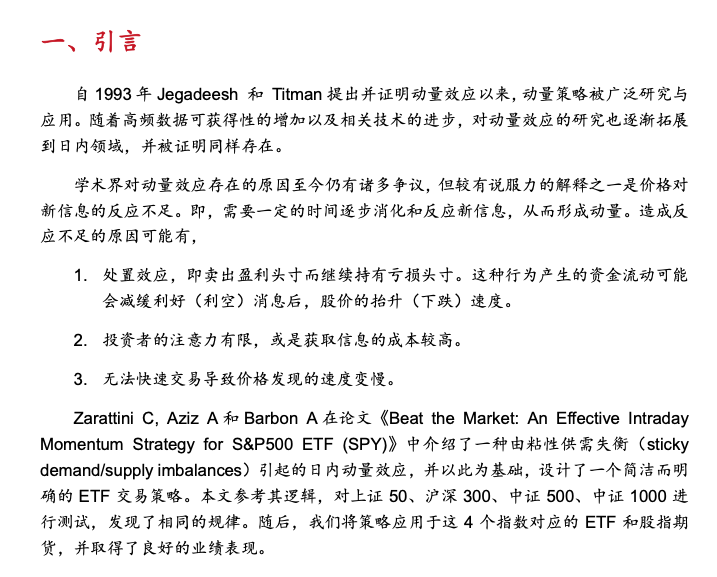 一、引言
自 1993 年 Jegadeesh 和 Titman 提出并证明动量效应以来，动量策略被广泛研究与
应用。随着高频数据可获得性的增加以及相关技术的进步，对动量效应的研究也逐渐拓展
到日内领域，并被证明同样存在。
学术界对动量效应存在的原因至今仍有诸多争议，但较有说服力的解释之一是价格对
新信息的反应不足。即，需要一定的时间逐步消化和反应新信息，从而形成动量。造成反
应不足的原因可能有，
1. 处置效应，即卖出盈利头寸而继续持有亏损头寸。这种行为产生的资金流动可能
会减缓利好（利空）消息后，股价的抬升（下跌）速度。
2. 投资者的注意力有限，或是获取信息的成本较高。
3. 无法快速交易导致价格发现的速度变慢。
Zarattini C, Aziz A 和 Barbon A 在论文《Beat the Market: An Effective Intraday
Momentum Strategy for S&P500 ETF (SPY)》中介绍了一种由粘性供需失衡（sticky
demand/supply imbalances）引起的日内动量效应，并以此为基础，设计了一个简洁而明
确的 ETF 交易策略。本文参考其逻辑，对上证 50、沪深 300、中证 500、中证 1000 进
行测试，发现了相同的规律。随后，我们将策略应用于这 4 个指数对应的 ETF 和股指期
货，并取得了良好的业绩表现。